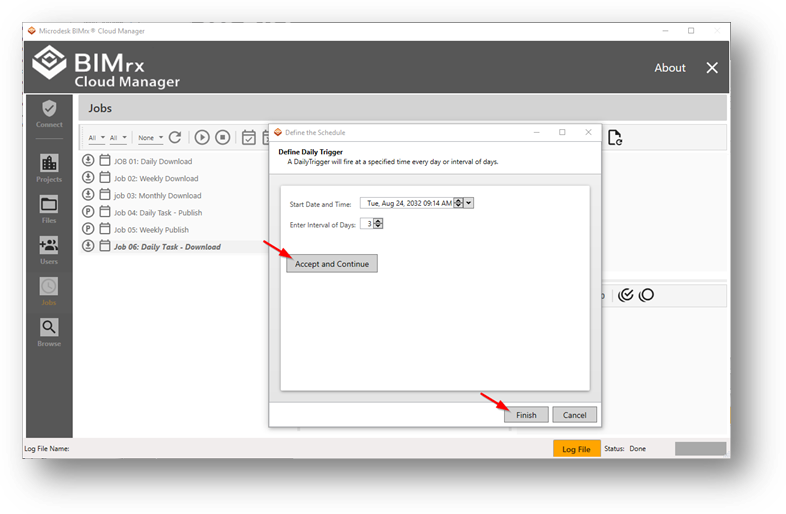 Microdesk BIMrx® Cloud Manager
BIMrx
Cloud Manager
About
Connect
Projects
Files
Users
Jobs
Browse
Jobs
All All None
JOB 01: Daily Download
Job 02: Weekly Download
job 03: Monthly Download
Job 04: Daily Task - Publish
Job 05: Weekly Publish
Job 06: Daily Task - Download
Define the Schedule
Define Daily Trigger
A DailyTrigger will fire at a specified time every day or interval of days.
Start Date and Time: Tue, Aug 24, 2032 09:14 AM
Enter Interval of Days: 3
Accept and Continue
Finish Cancel
Log File Name: Log File Status: Done